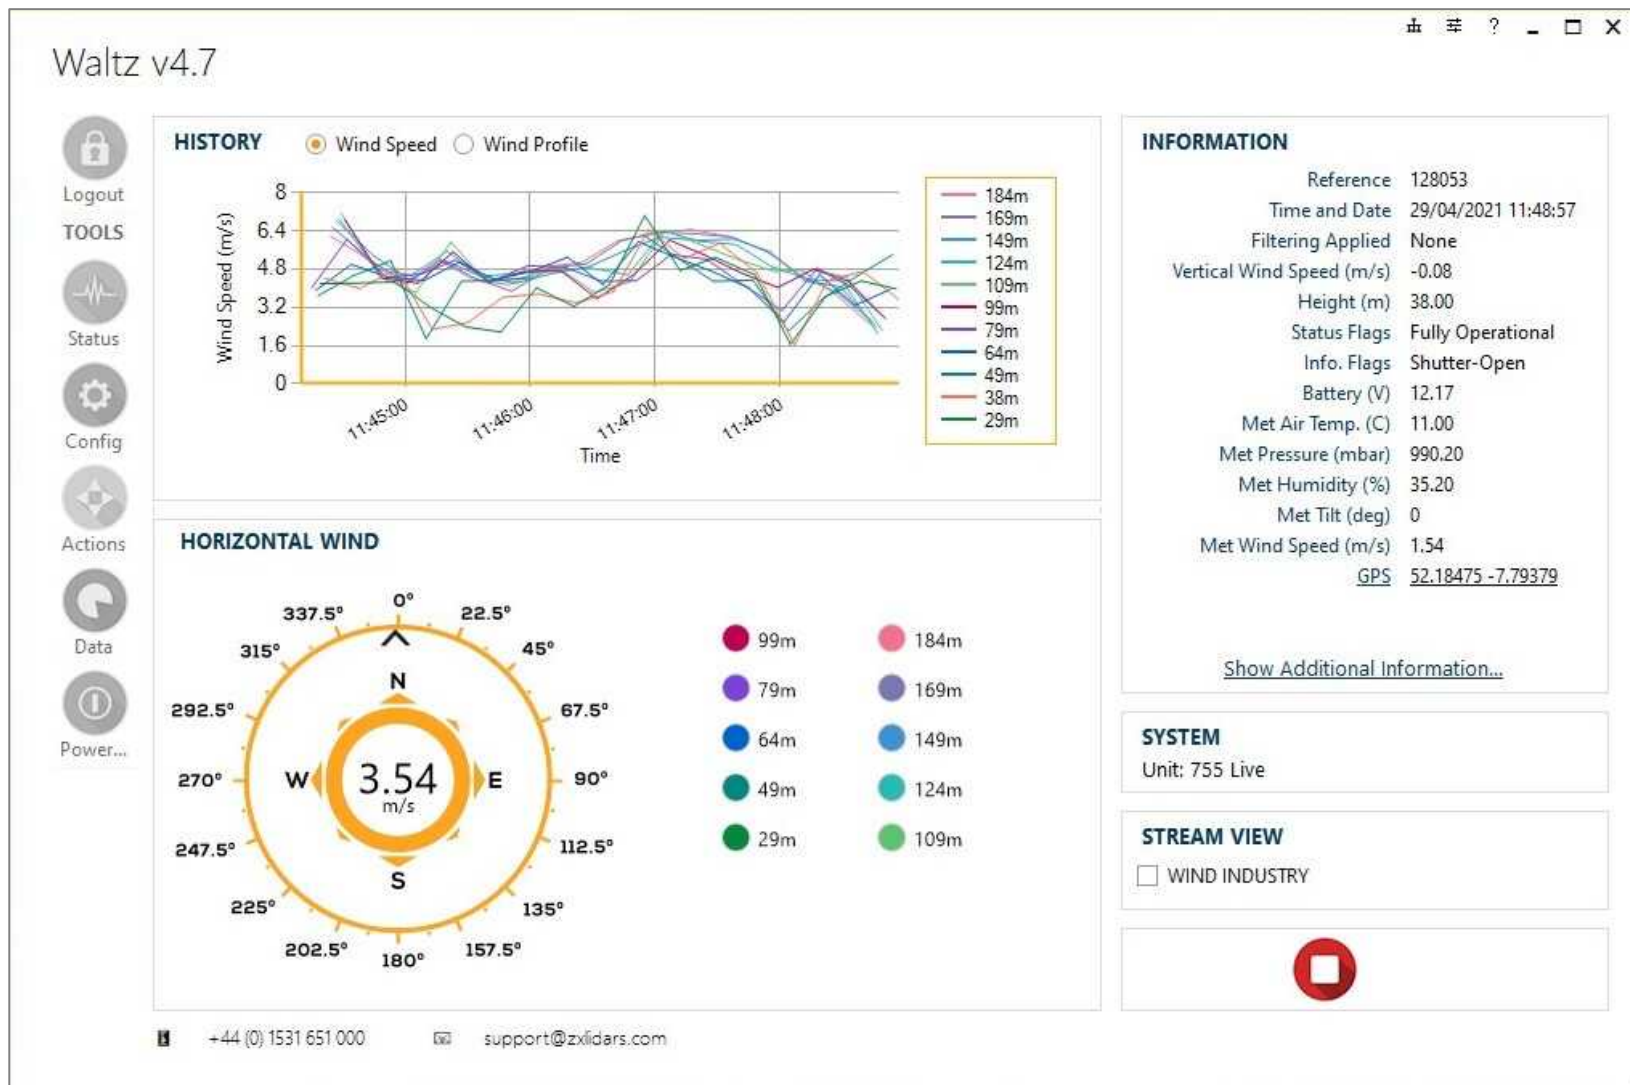 Waltz v4.7
?
Logout
TOOLS
Status
Config
Actions
Data
Power...
HISTORY Wind Speed Wind Profile
Wind Speed (m/s)
8
6.4
4.8
3.2
1.6
0
11:45:00 11:46:00 11:47:00 11:48:00
Time
184m
169m
149m
124m
109m
99m
79m
64m
49m
38m
29m
HORIZONTAL WIND
0°
22.5°
45°
67.5°
90°
112.5°
135°
157.5°
180°
202.5°
225°
247.5°
270°
292.5°
315°
337.5°
N
W E
S
3.54
m/s
99m 184m
79m 169m
64m 149m
49m 124m
29m 109m
INFORMATION
Reference 128053
Time and Date 29/04/2021 11:48:57
Filtering Applied None
Vertical Wind Speed (m/s) -0.08
Height (m) 38.00
Status Flags Fully Operational
Info. Flags Shutter-Open
Battery (V) 12.17
Met Air Temp. (C) 11.00
Met Pressure (mbar) 990.20
Met Humidity (%) 35.20
Met Tilt (deg) 0
Met Wind Speed (m/s) 1.54
GPS 52.18475 -7.79379
Show Additional Information...
SYSTEM
Unit: 755 Live
STREAM VIEW
WIND INDUSTRY
+44 (0) 1531 651 000 support@zxlidars.com